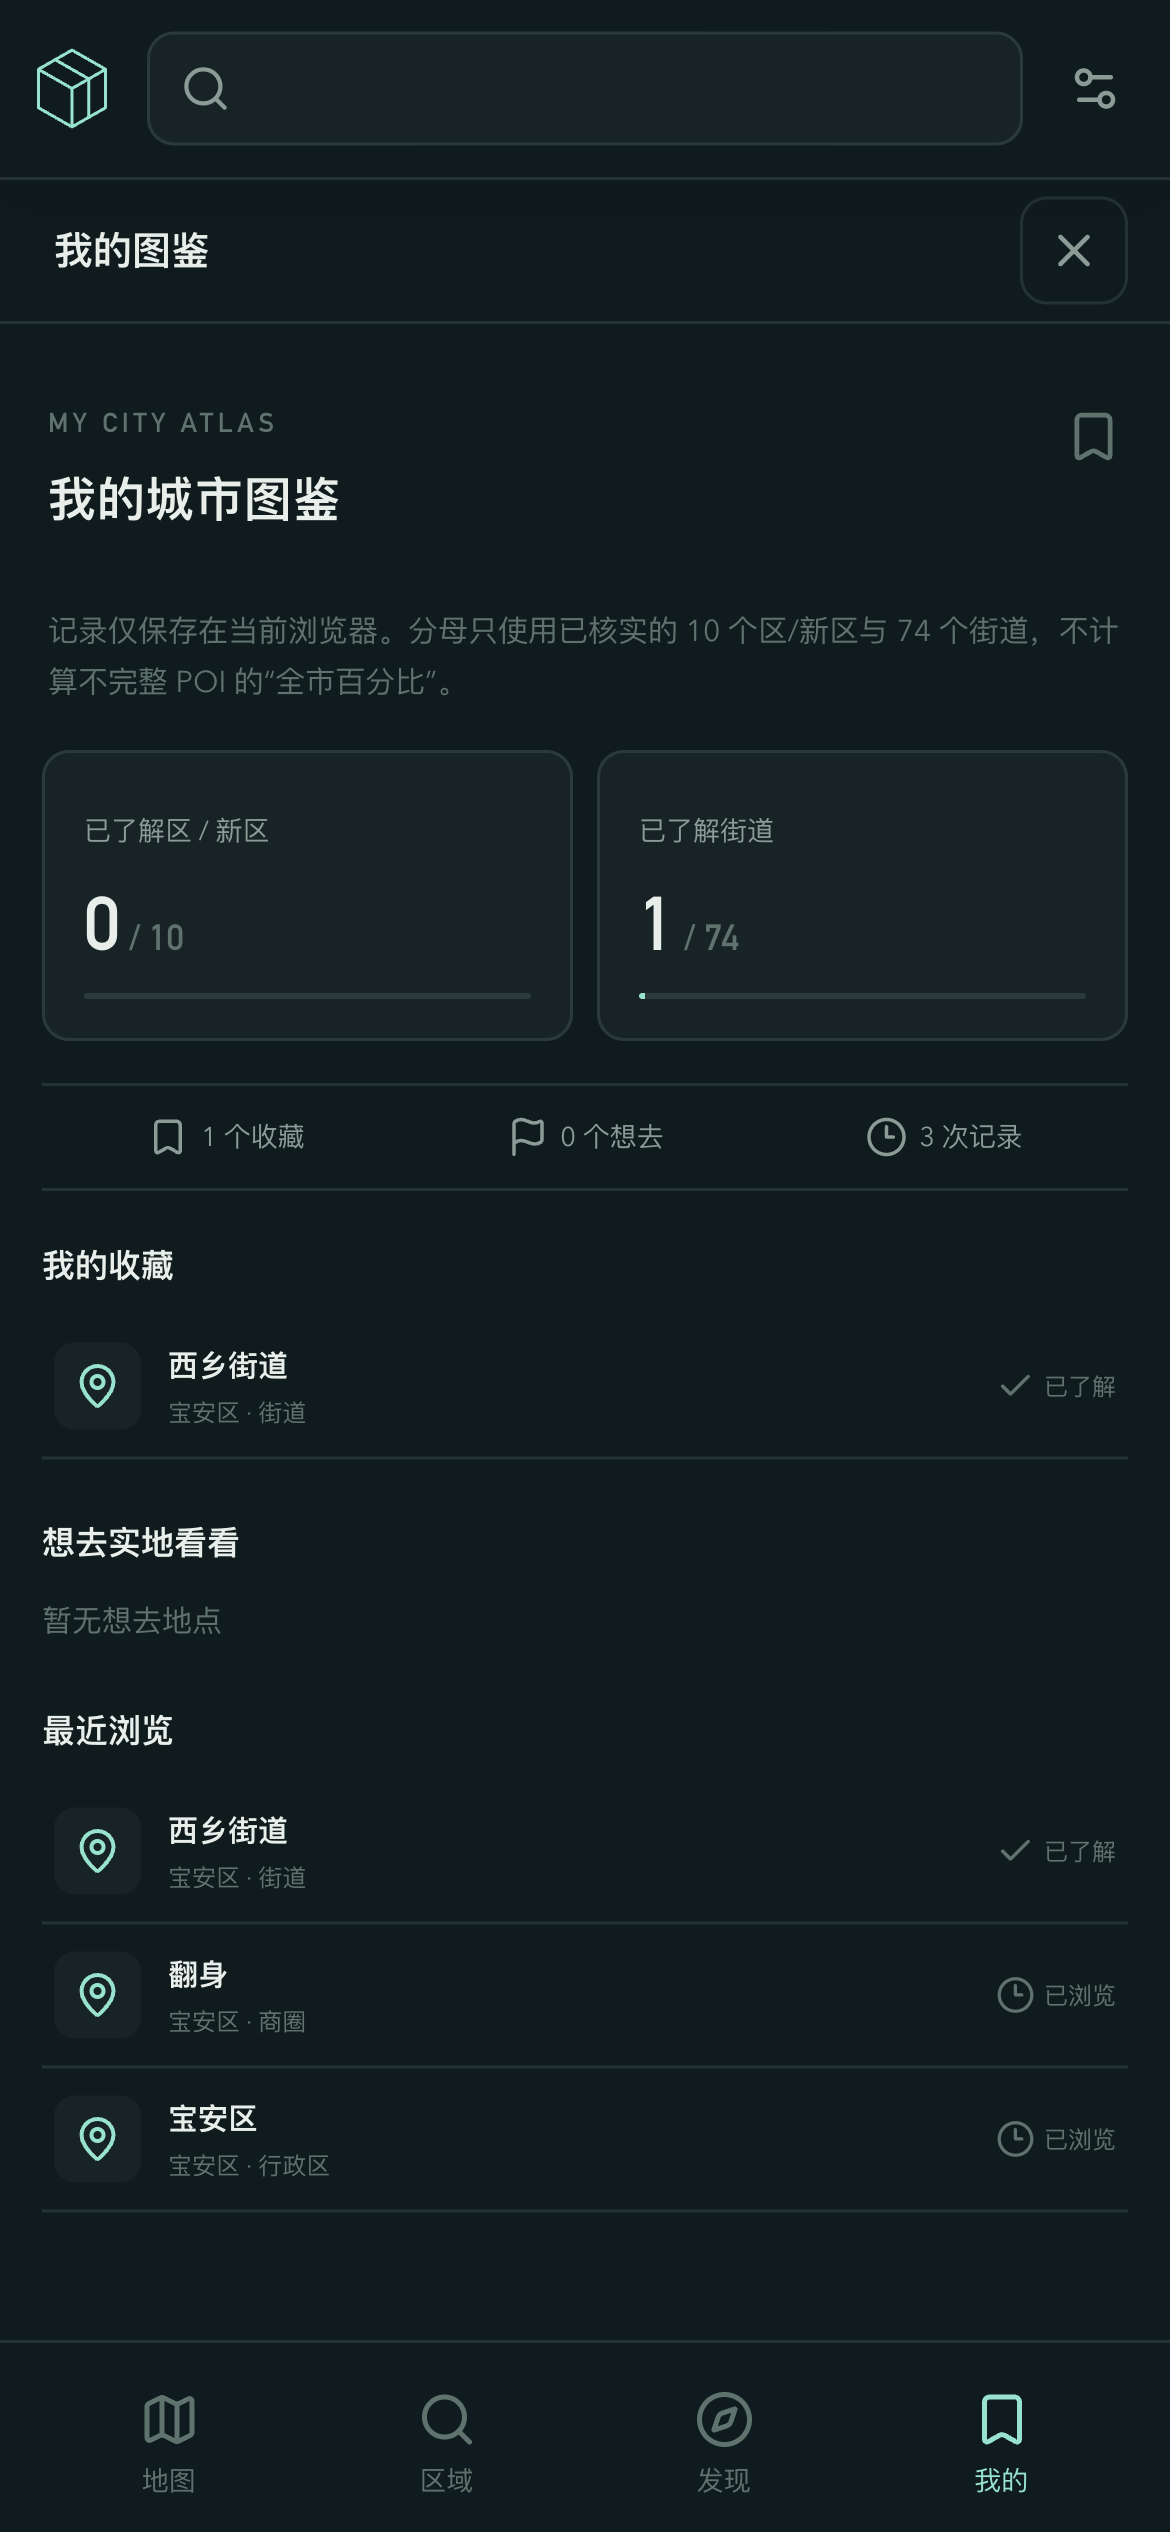 我的图鉴
MY CITY ATLAS
我的城市图鉴
记录仅保存在当前浏览器。分母只使用已核实的 10 个区/新区与 74 个街道，不计
算不完整 POI 的“全市百分比”。
已了解区 / 新区
0 / 10
已了解街道
1 / 74
1 个收藏
0 个想去
3 次记录
我的收藏
西乡街道
宝安区 · 街道
已了解
想去实地看看
暂无想去地点
最近浏览
西乡街道
宝安区 · 街道
已了解
翻身
宝安区 · 商圈
已浏览
宝安区
宝安区 · 行政区
已浏览
地图
区域
发现
我的